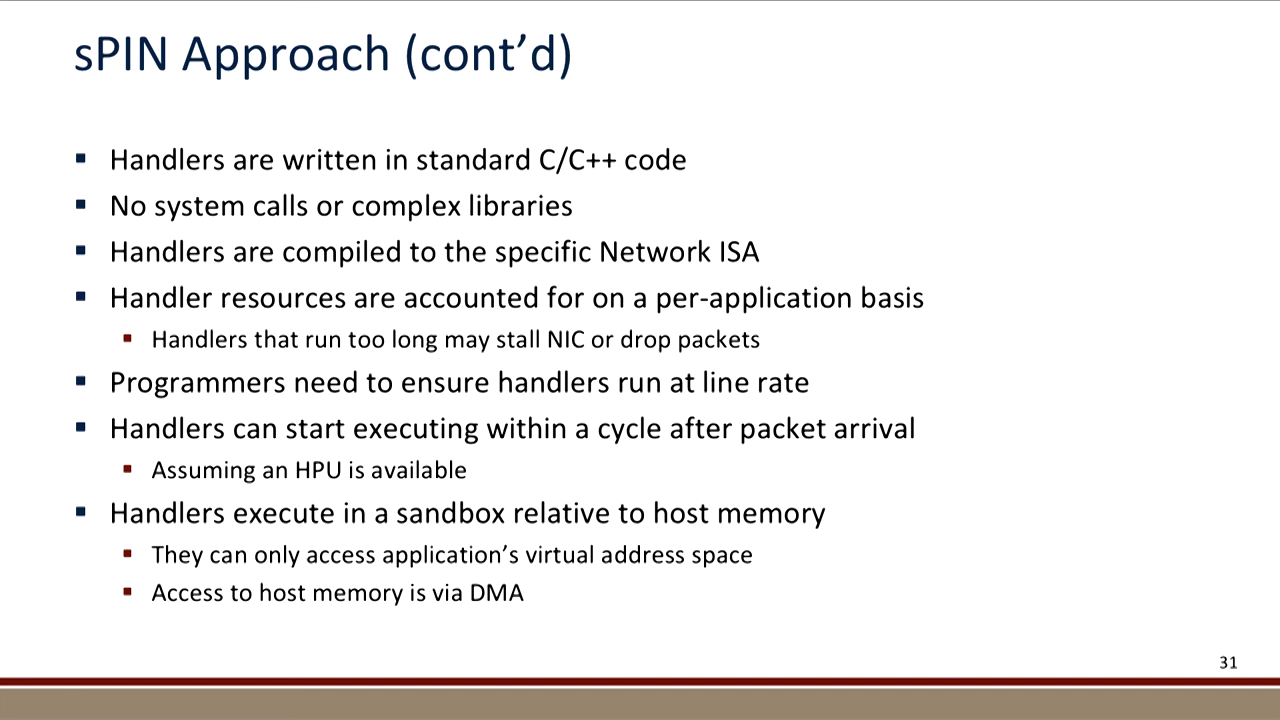 sPIN Approach (cont’d)
▪ Handlers are written in standard C/C++ code
▪ No system calls or complex libraries
▪ Handlers are compiled to the specific Network ISA
▪ Handler resources are accounted for on a per-application basis
▪ Handlers that run too long may stall NIC or drop packets
▪ Programmers need to ensure handlers run at line rate
▪ Handlers can start executing within a cycle after packet arrival
▪ Assuming an HPU is available
▪ Handlers execute in a sandbox relative to host memory
▪ They can only access application’s virtual address space
▪ Access to host memory is via DMA
31